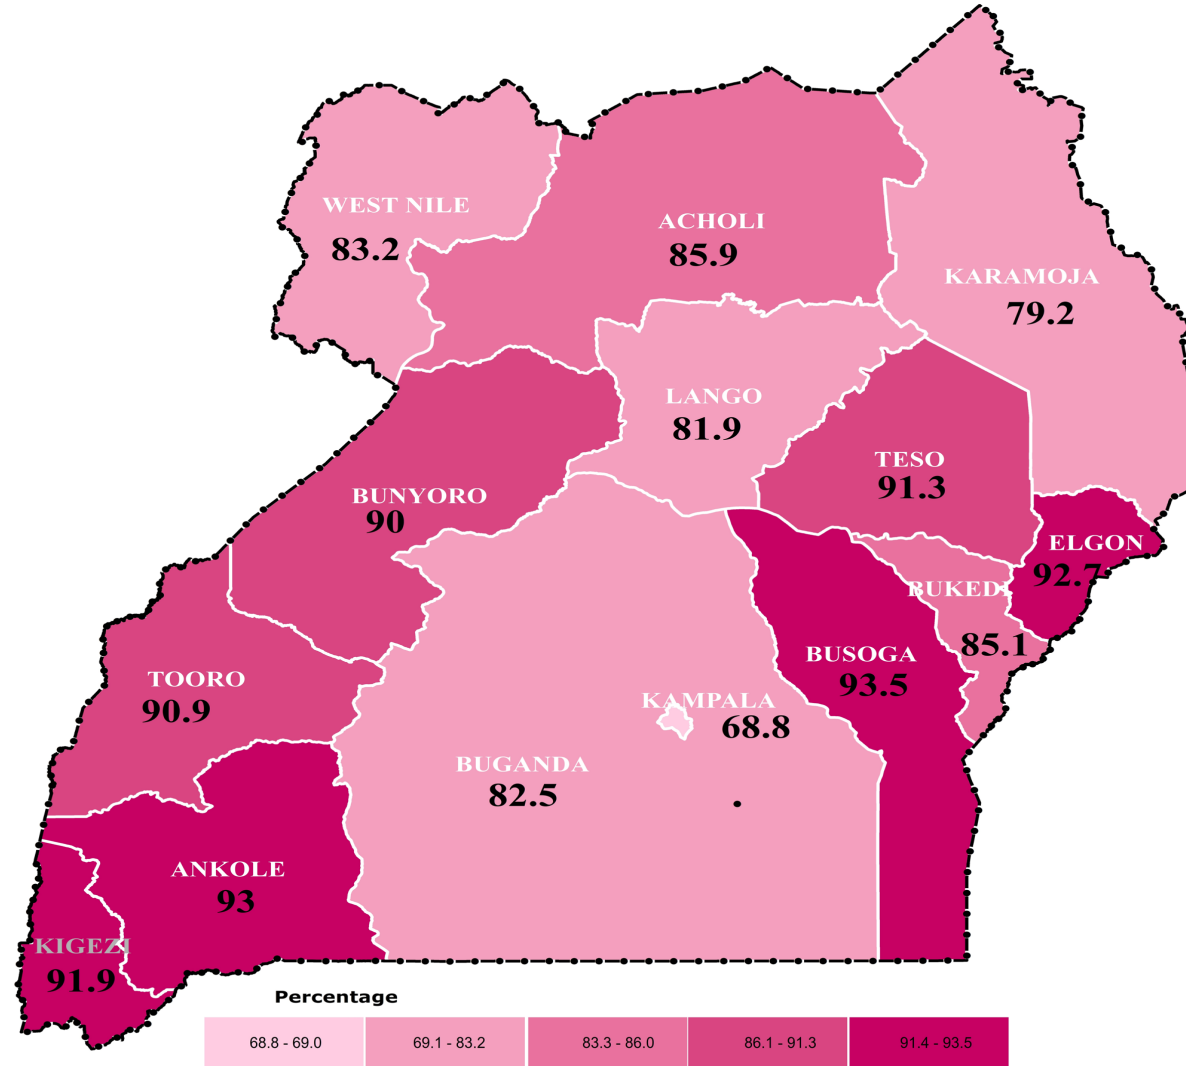 WEST NILE
83.2
ACHOLI
85.9
KARAMOJA
79.2
LANGO
81.9
TESO
91.3
BUNYORO
90
ELGON
92.7
BUKEDI
85.1
BUSOGA
93.5
TOORO
90.9
KAMPALA
68.8
BUGANDA
82.5
ANKOLE
93
KIGEZI
91.9
Percentage
68.8 - 69.0
69.1 - 83.2
83.3 - 86.0
86.1 - 91.3
91.4 - 93.5